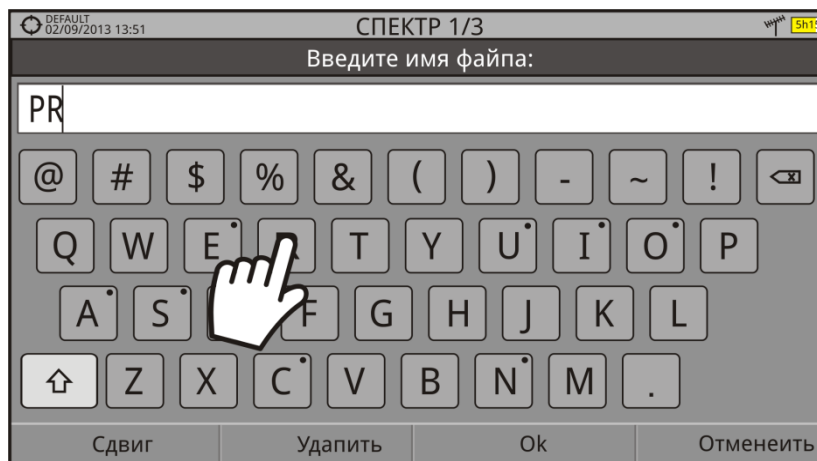 DEFAULT
02/09/2013 13:51
СПЕКТР 1/3
5h15
Введите имя файпа:
PR
@ # $ % & ( ) - ~ !
Q W E R T Y U I O P
A S F G H J K L
Z X C V B N M .
Сдвиг Удапить Ok Отменеить